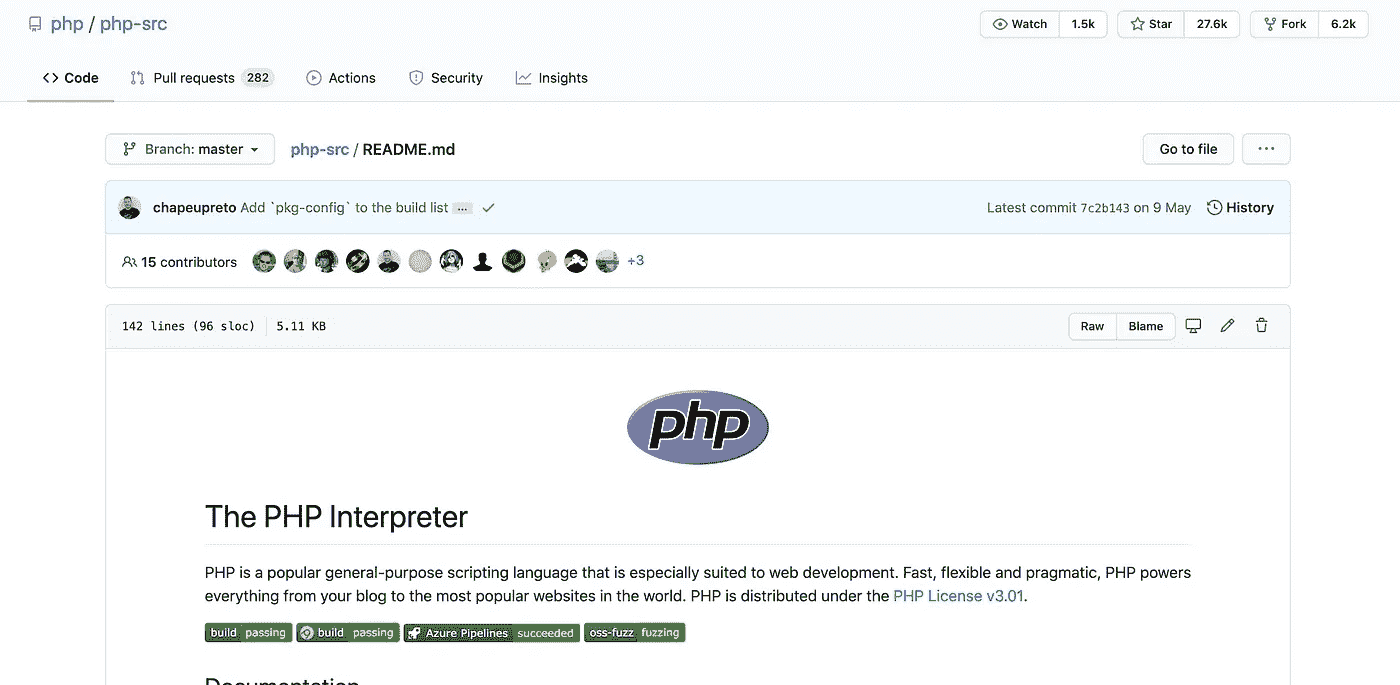 php / php-src Watch 1.5k Star 27.6k Fork 6.2k
Code Pull requests 282 Actions Security Insights
Branch: master php-src / README.md Go to file ...
chapeupreto Add `pkg-config` to the build list ... Latest commit 7c2b143 on 9 May History
15 contributors +3
142 lines (96 sloc) 5.11 KB Raw Blame
php
The PHP Interpreter
PHP is a popular general-purpose scripting language that is especially suited to web development. Fast, flexible and pragmatic, PHP powers
everything from your blog to the most popular websites in the world. PHP is distributed under the PHP License v3.01.
build passing build passing Azure Pipelines succeeded oss-fuzz fuzzing
Documentation